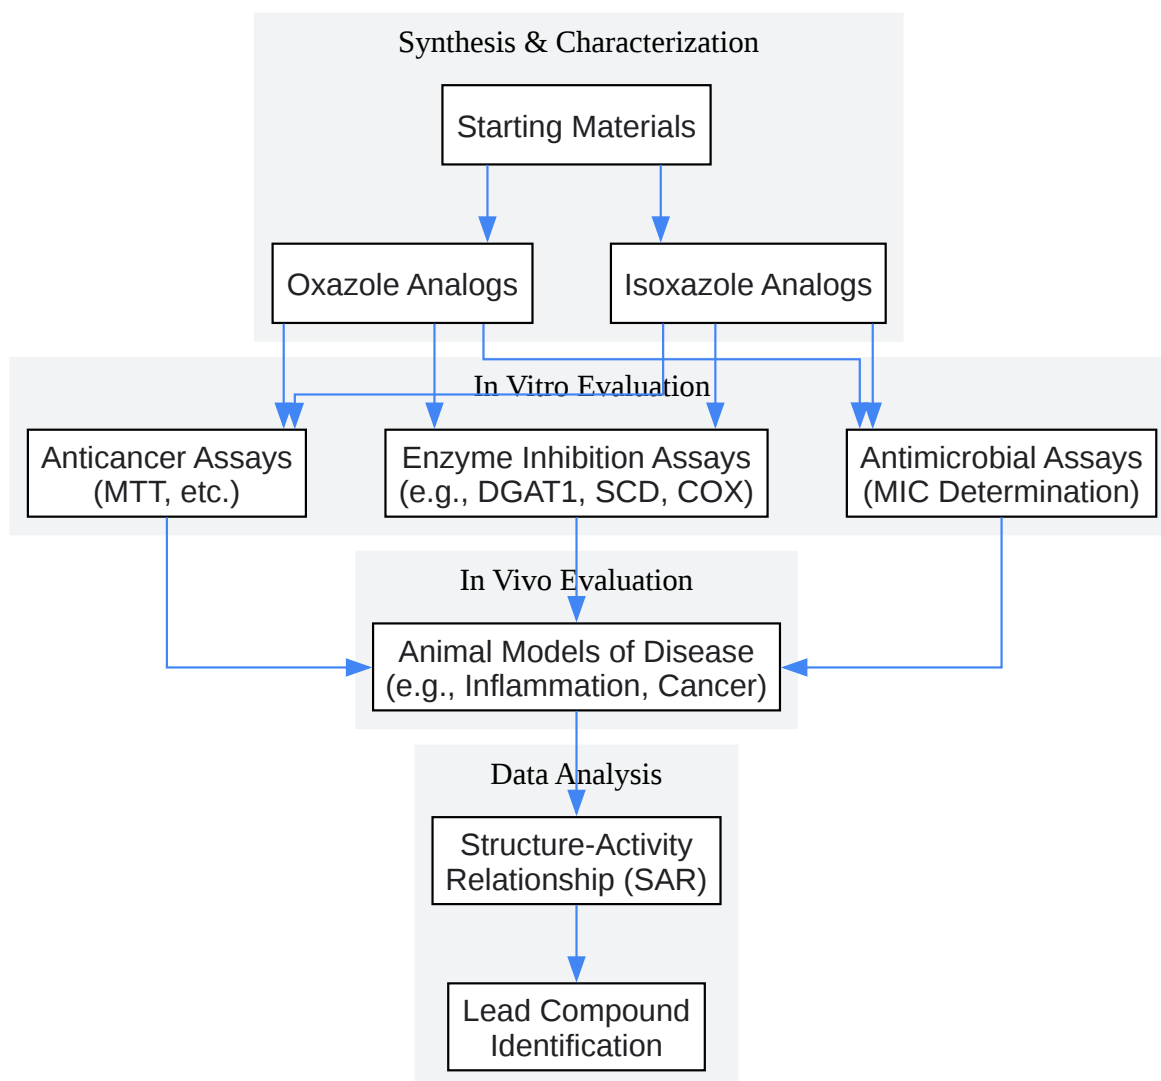 Synthesis & Characterization
Starting Materials
Oxazole Analogs
Isoxazole Analogs
In Vitro Evaluation
Anticancer Assays
(MTT, etc.)
Enzyme Inhibition Assays
(e.g., DGAT1, SCD, COX)
Antimicrobial Assays
(MIC Determination)
In Vivo Evaluation
Animal Models of Disease
(e.g., Inflammation, Cancer)
Data Analysis
Structure-Activity
Relationship (SAR)
Lead Compound
Identification